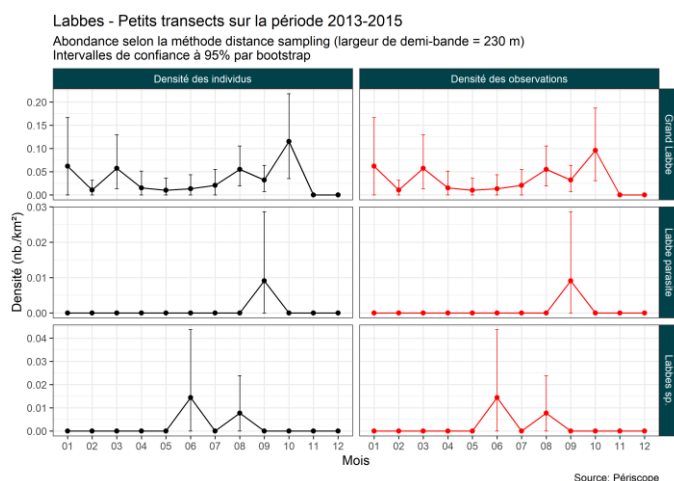 Labbes - Petits transects sur la période 2013-2015
Abondance selon la méthode distance sampling (largeur de demi-bande = 230 m)
Intervalles de confiance à 95% par bootstrap
Densité des individus
Densité des observations
Densité (nb./km²)
0.20
0.15
0.10
0.05
0.00
Grand Labbe
0.03
0.02
0.01
0.00
Labbe parasite
0.04
0.03
0.02
0.01
0.00
Labbes sp.
01 02 03 04 05 06 07 08 09 10 11 12
01 02 03 04 05 06 07 08 09 10 11 12
Mois
Source: Périscope